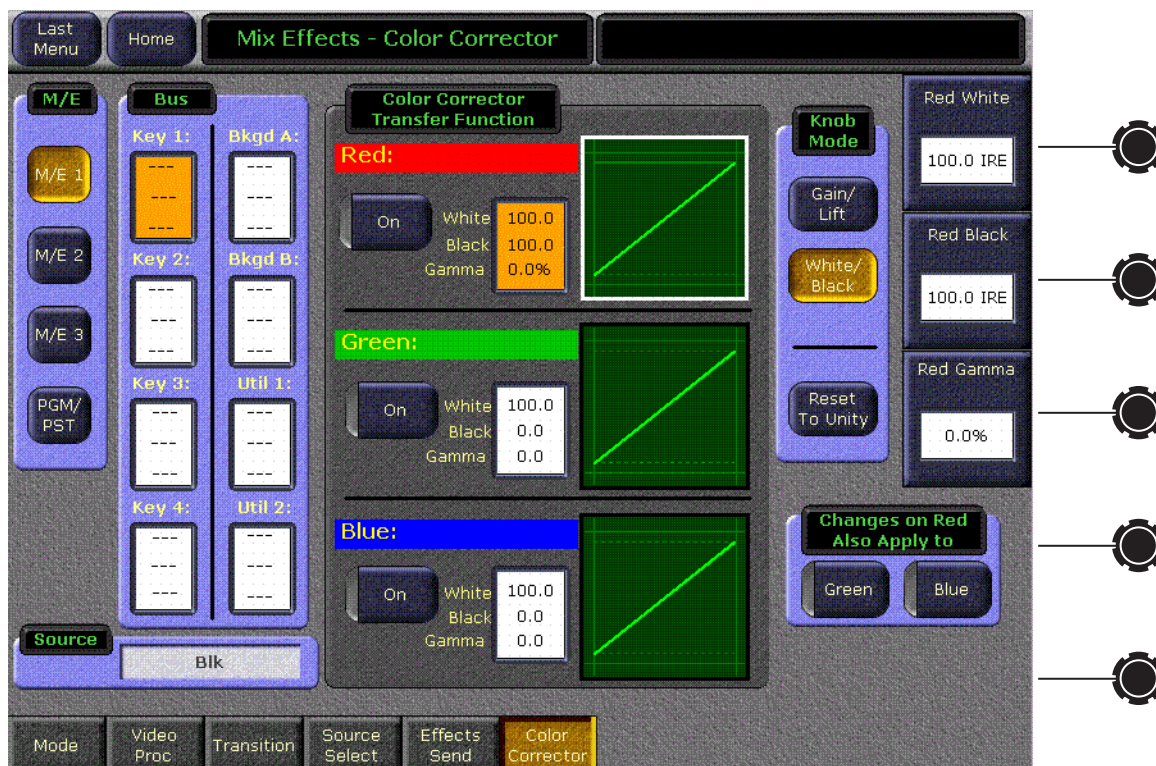 Last
Menu
Home
Mix Effects - Color Corrector
M/E
M/E 1
M/E 2
M/E 3
PGM/
PST
Bus
Key 1:
---
---
---
Bkgd A:
---
---
---
Key 2:
---
---
---
Bkgd B:
---
---
---
Key 3:
---
---
---
Util 1:
---
---
---
Key 4:
---
---
---
Util 2:
---
---
---
Source
Blk
Color Corrector
Transfer Function
Red:
On
White 100.0
Black 100.0
Gamma 0.0%
Green:
On
White 100.0
Black 0.0
Gamma 0.0
Blue:
On
White 100.0
Black 0.0
Gamma 0.0
Knob
Mode
Gain/
Lift
White/
Black
Reset
To Unity
Red White
100.0 IRE
Red Black
100.0 IRE
Red Gamma
0.0%
Changes on Red
Also Apply to
Green
Blue
Mode
Video
Proc
Transition
Source
Select
Effects
Send
Color
Corrector